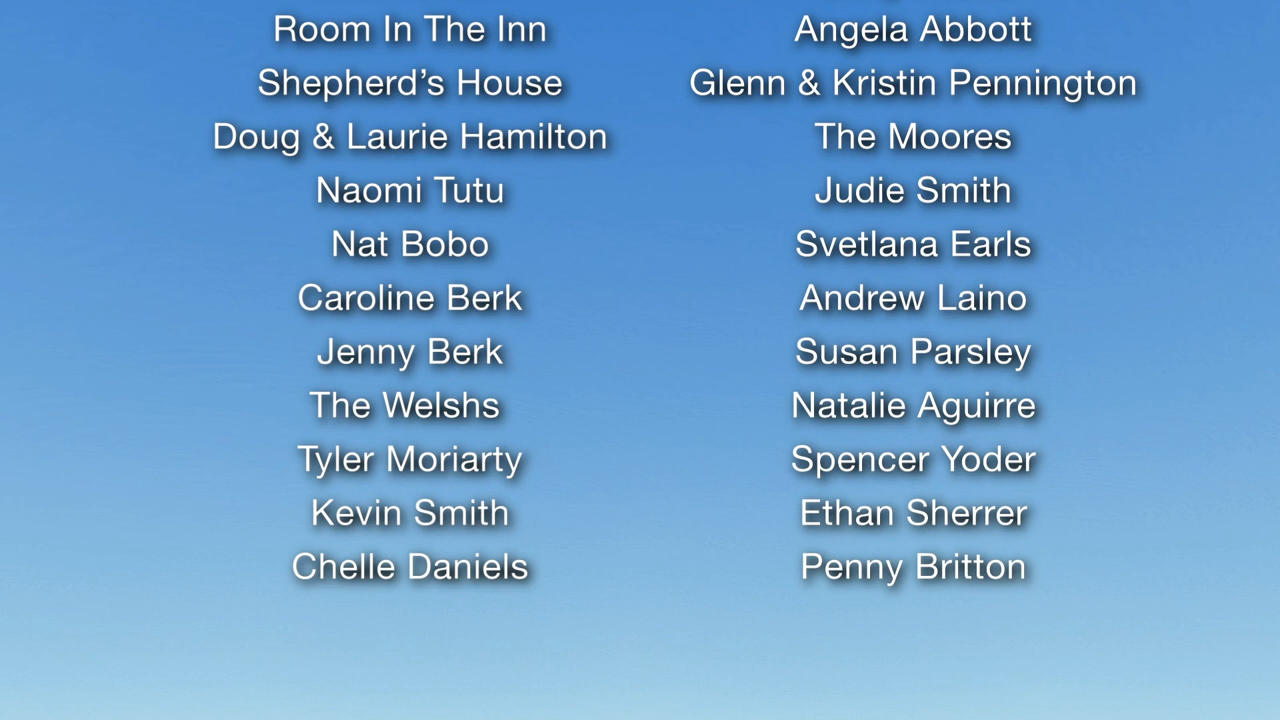 Room In The Inn
Angela Abbott
Shepherd’s House
Glenn & Kristin Pennington
Doug & Laurie Hamilton
The Moores
Naomi Tutu
Judie Smith
Nat Bobo
Svetlana Earls
Caroline Berk
Andrew Laino
Jenny Berk
Susan Parsley
The Welshs
Natalie Aguirre
Tyler Moriarty
Spencer Yoder
Kevin Smith
Ethan Sherrer
Chelle Daniels
Penny Britton